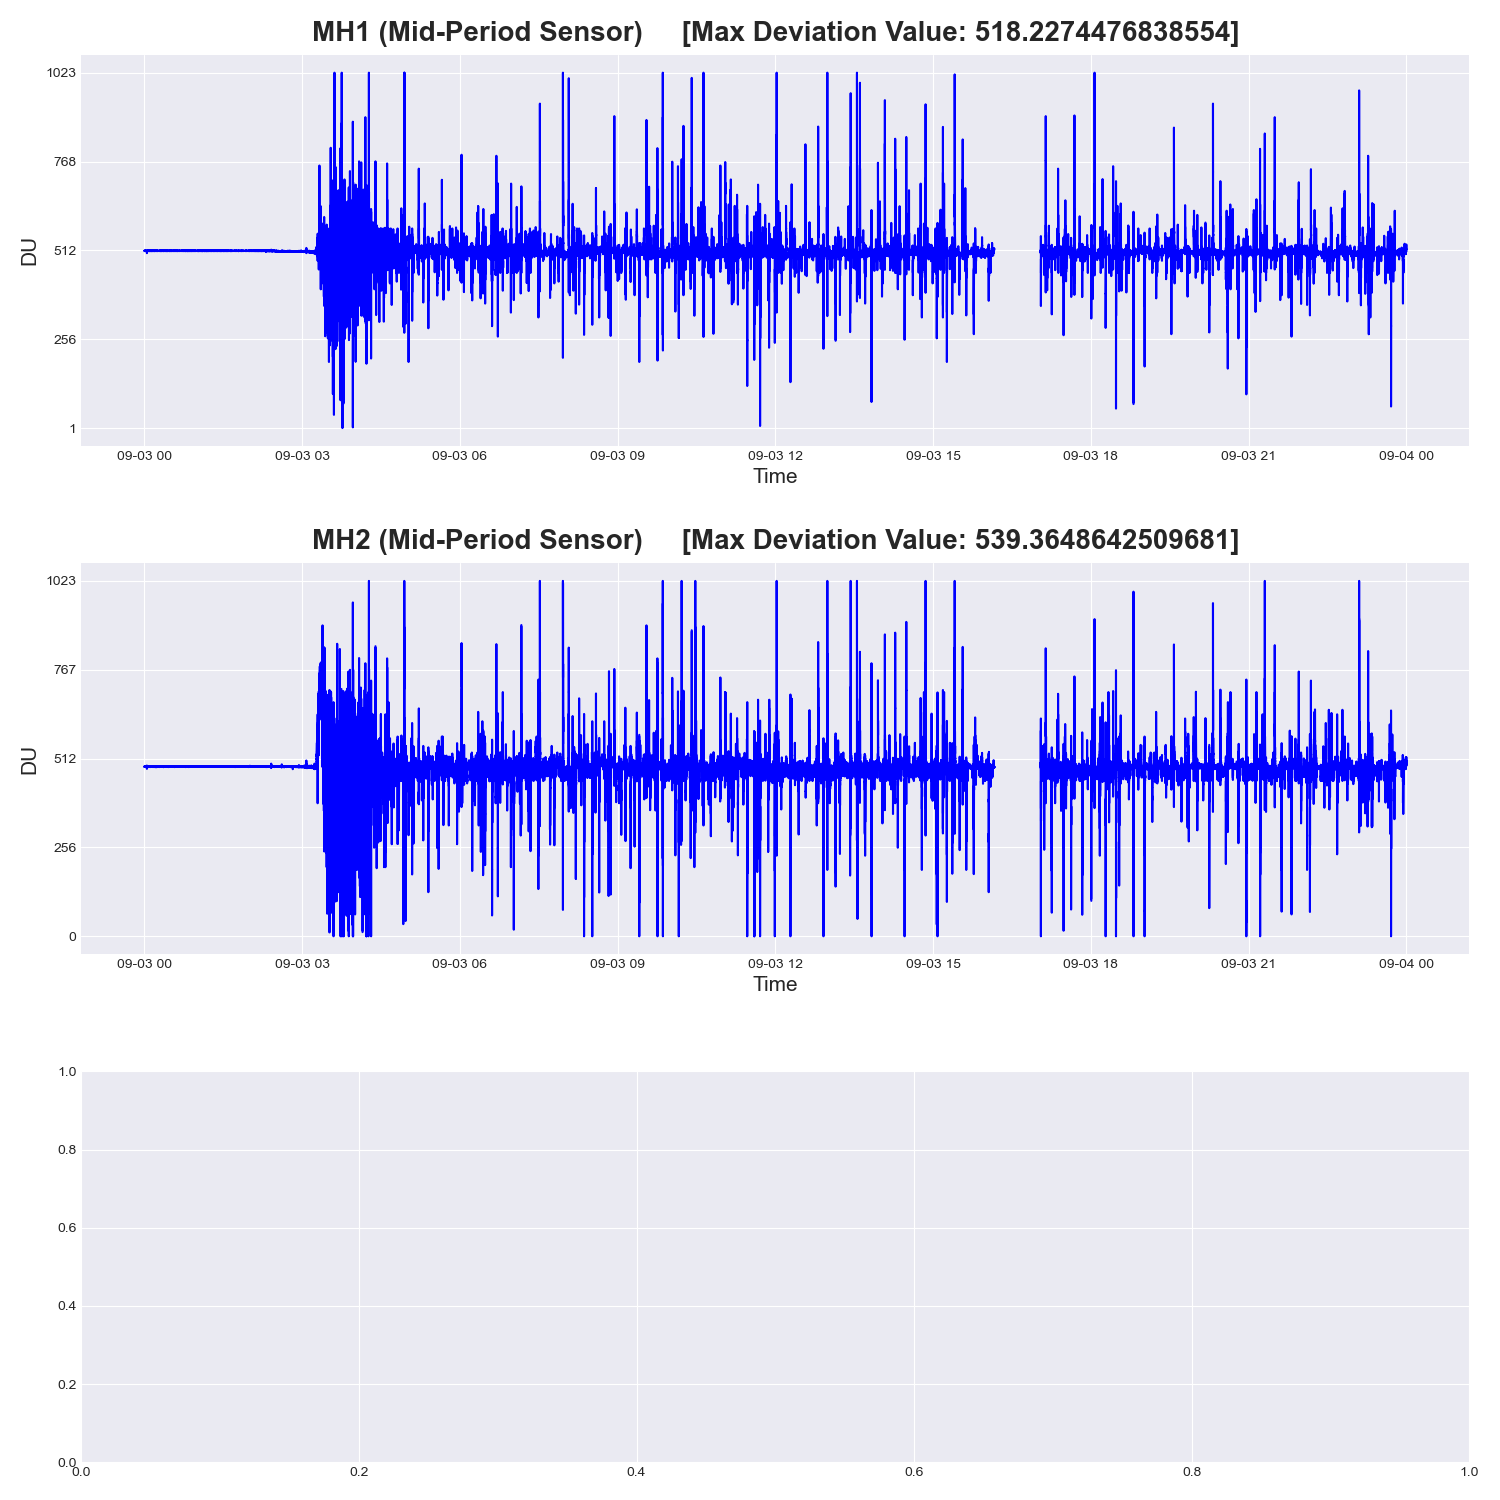 MH1 (Mid-Period Sensor) [Max Deviation Value: 518.2274476838554]
1023
768
512
256
1
DU
09-03 00 09-03 03 09-03 06 09-03 09 09-03 12 09-03 15 09-03 18 09-03 21 09-04 00
Time
MH2 (Mid-Period Sensor) [Max Deviation Value: 539.3648642509681]
1023
767
512
256
0
DU
09-03 00 09-03 03 09-03 06 09-03 09 09-03 12 09-03 15 09-03 18 09-03 21 09-04 00
Time
1.0
0.8
0.6
0.4
0.2
0.0
0.0 0.2 0.4 0.6 0.8 1.0